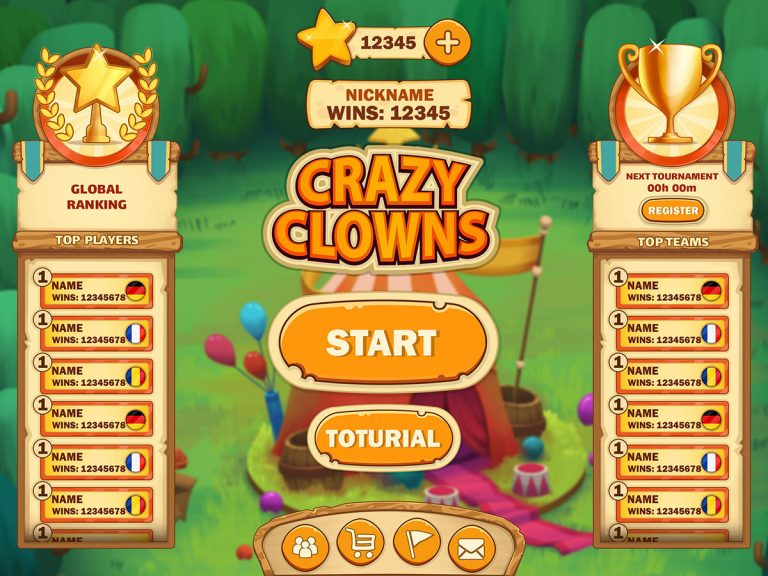 12345
NICKNAME
WINS: 12345
CRAZY
CLOWNS
GLOBAL
RANKING
TOP PLAYERS
1 NAME
WINS: 12345678
1 NAME
WINS: 12345678
1 NAME
WINS: 12345678
1 NAME
WINS: 12345678
1 NAME
WINS: 12345678
1 NAME
WINS: 12345678
1 NAME
START
TOTURIAL
NEXT TOURNAMENT
00h 00m
REGISTER
TOP TEAMS
1 NAME
WINS: 12345678
1 NAME
WINS: 12345678
1 NAME
WINS: 12345678
1 NAME
WINS: 12345678
1 NAME
WINS: 12345678
1 NAME
WINS: 12345678
1 NAME